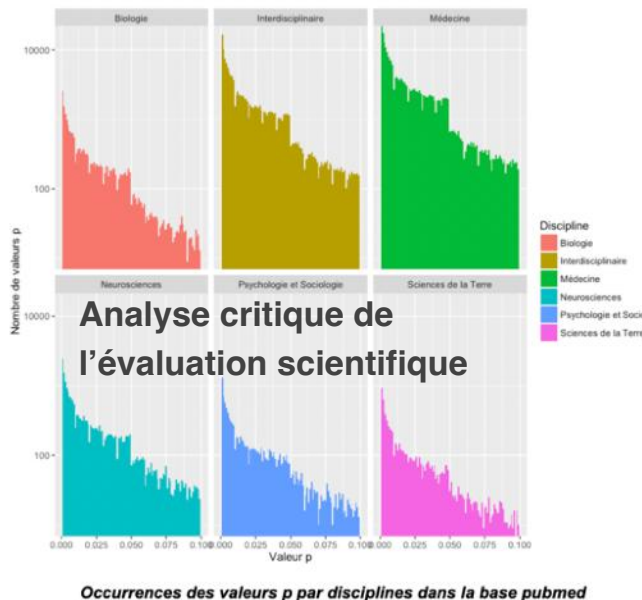 Biologie
Interdisciplinaire
Médecine
10000
100
Neurosciences
Psychologie et Sociologie
Sciences de la Terre
10000
100
Analyse critique de
l’évaluation scientifique
Nombre de valeurs p
0.000 0.025 0.050 0.075 0.100 0.000 0.025 0.050 0.075 0.100 0.000 0.025 0.050 0.075 0.100
Valeur p
Discipline
Biologie
Interdisciplinaire
Médecine
Neurosciences
Psychologie et Socio
Sciences de la Terre
Occurrences des valeurs p par disciplines dans la base pubmed